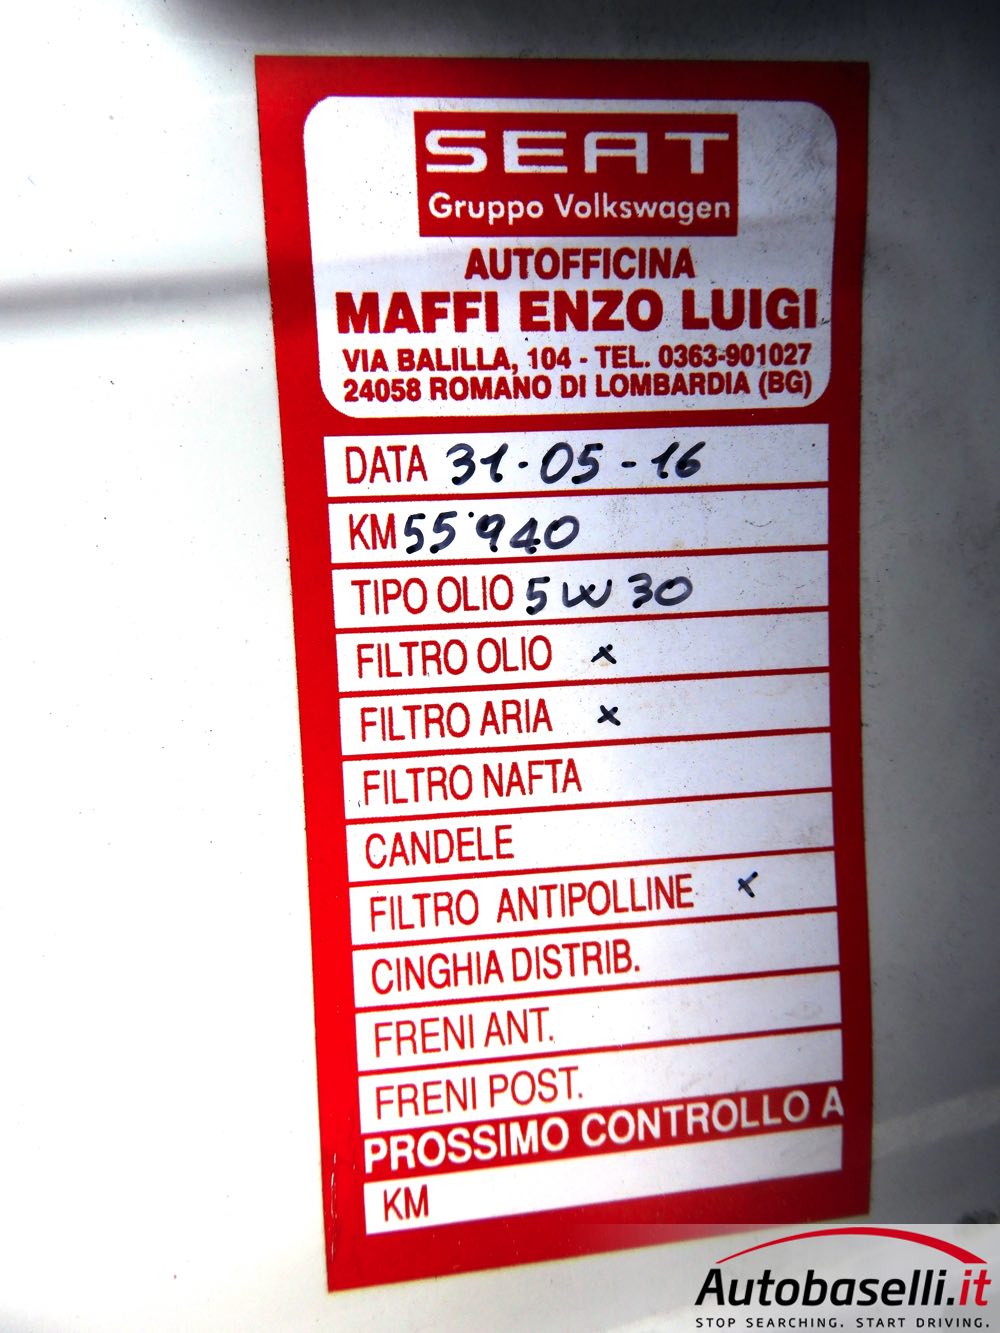 SEAT
Gruppo Volkswagen
AUTOFFICINA
MAFFI ENZO LUIGI
VIA BALILLA, 104 - TEL. 0363-901027
24058 ROMANO DI LOMBARDIA (BG)
DATA 31-05-16
KM 55'940
TIPO OLIO 5W30
FILTRO OLIO x
FILTRO ARIA x
FILTRO NAFTA
CANDELE
FILTRO ANTIPOLLINE x
CINGHIA DISTRIB.
FRENI ANT.
FRENI POST.
PROSSIMO CONTROLLO A
KM
Autobaselli.it
STOP SEARCHING. START DRIVING.